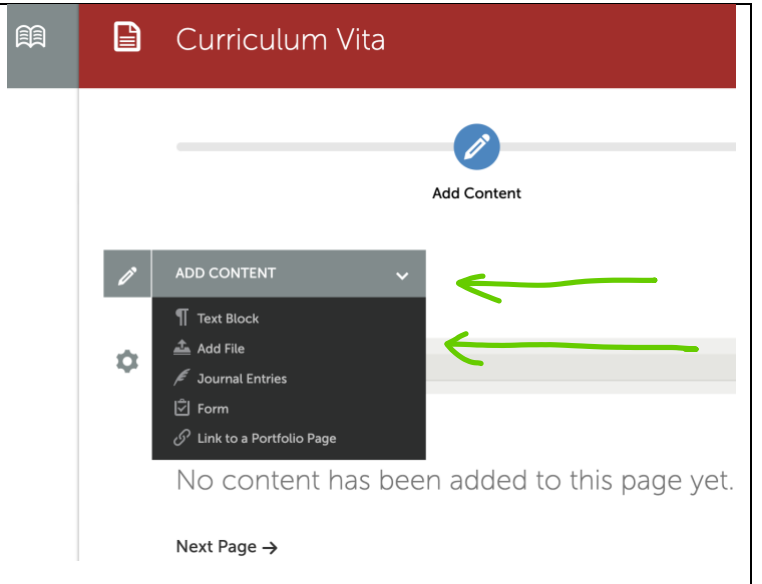 Curriculum Vita
Add Content
ADD CONTENT
Text Block
Add File
Journal Entries
Form
Link to a Portfolio Page
No content has been added to this page yet.
Next Page →